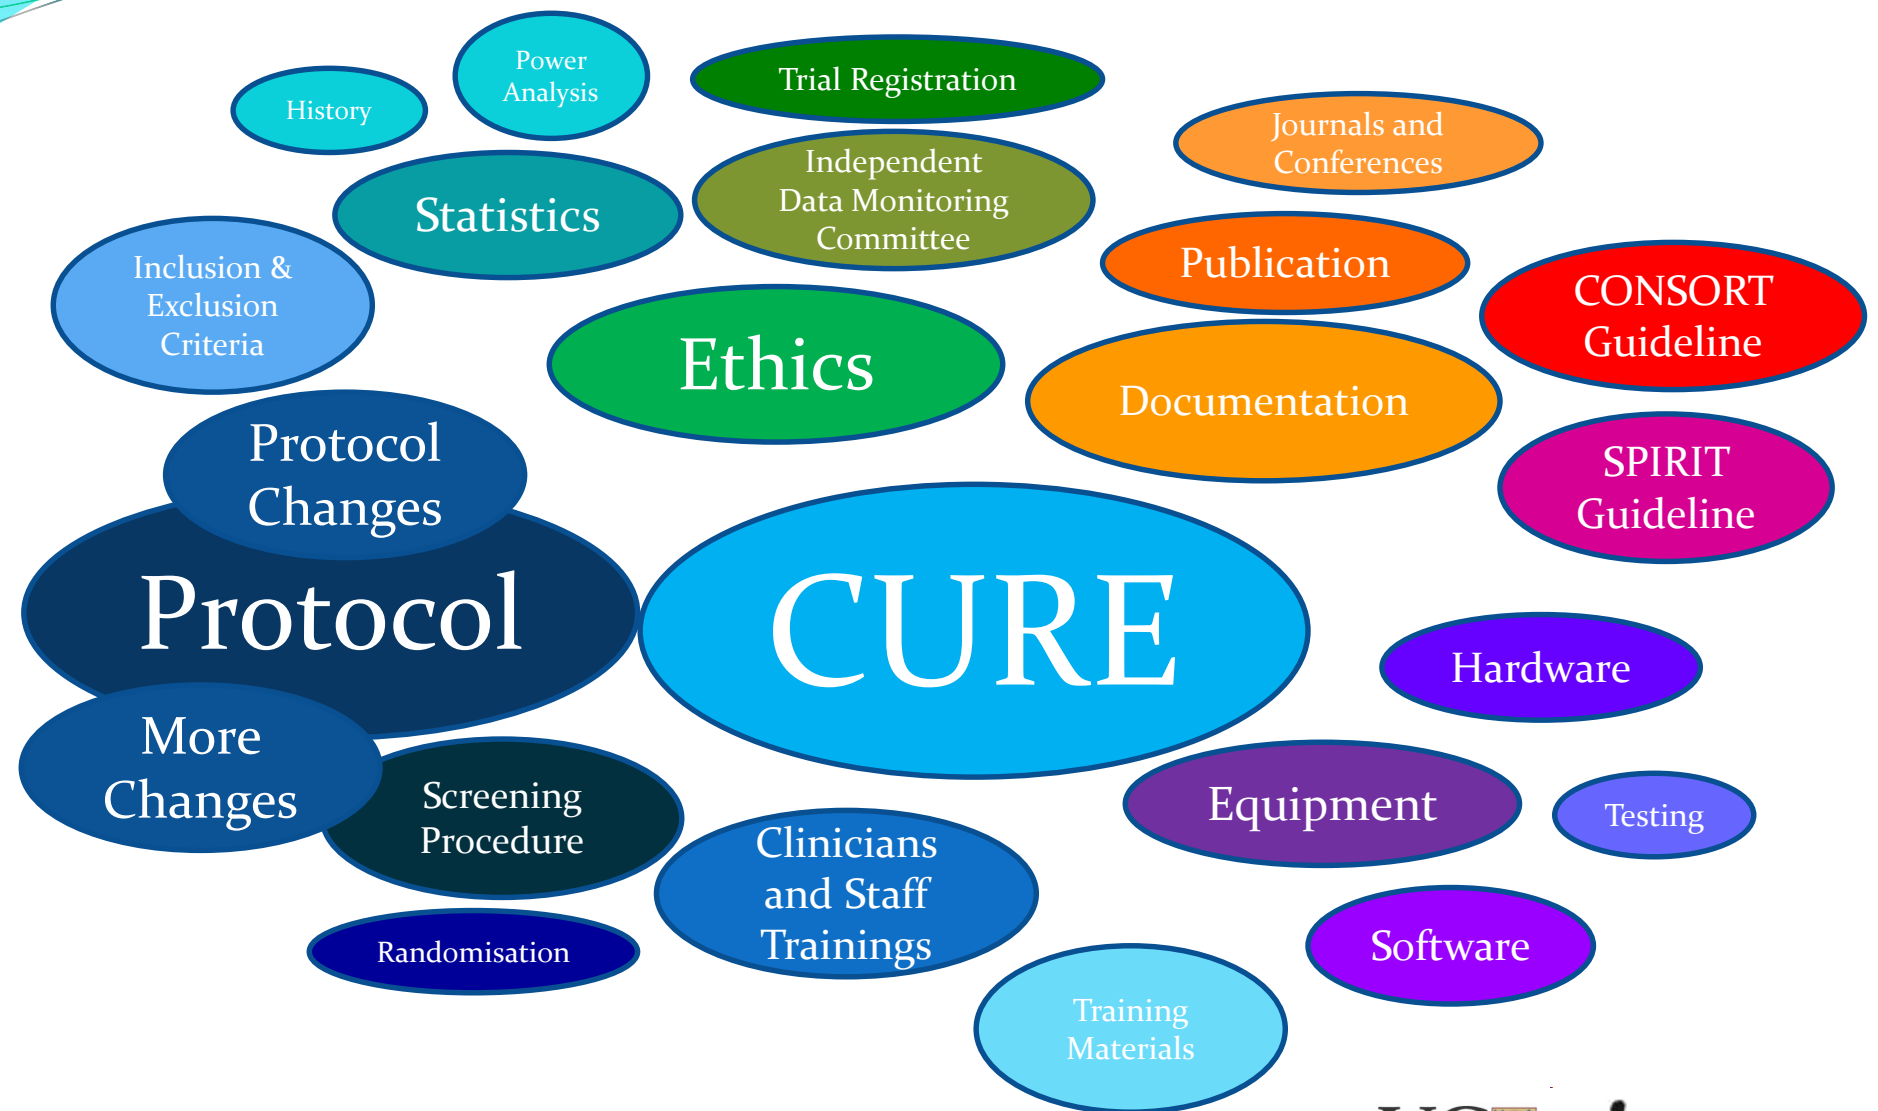 Power
Analysis
History
Trial Registration
Journals and
Conferences
Independent
Data Monitoring
Committee
Statistics
Inclusion &
Exclusion
Criteria
Publication
CONSORT
Guideline
Ethics
Documentation
Protocol
Changes
SPIRIT
Guideline
Protocol
CURE
Hardware
More
Changes
Screening
Procedure
Equipment
Testing
Clinicians
and Staff
Trainings
Randomisation
Software
Training
Materials